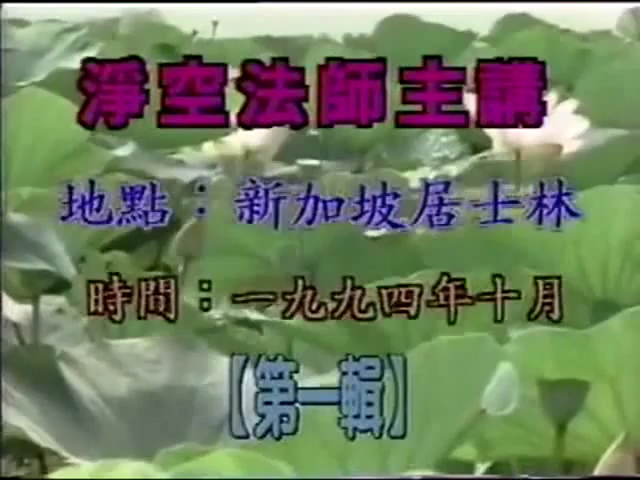 淨空法師主講
地點：新加坡居士林
時間：一九九四年十月
【第一輯】